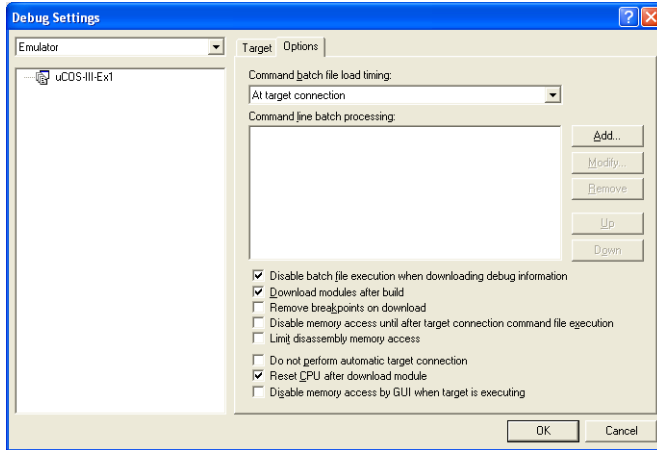 Debug Settings
Emulator
uCOS-III-Ex1
Target
Options
Command batch file load timing:
At target connection
Command line batch processing:
Add...
Modify...
Remove
Up
Down
Disable batch file execution when downloading debug information
Download modules after build
Remove breakpoints on download
Disable memory access until after target connection command file execution
Limit disassembly memory access
Do not perform automatic target connection
Reset CPU after download module
Disable memory access by GUI when target is executing
OK
Cancel